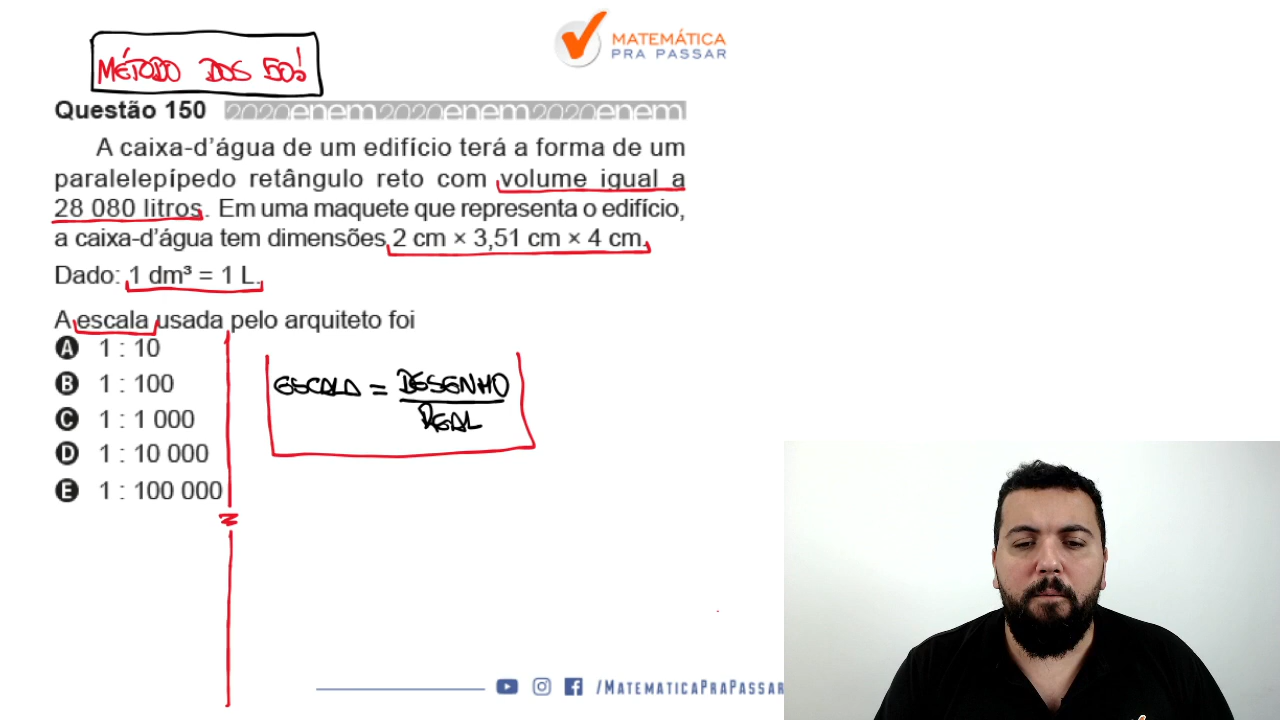 MATEMÁTICA
PRA PASSAR
MÉTODO DOS 50!
Questão 150 2020enem2020enem2020enem
A caixa-d’água de um edifício terá a forma de um
paralelepípedo retângulo reto com volume igual a
28 080 litros. Em uma maquete que representa o edifício,
a caixa-d’água tem dimensões 2 cm × 3,51 cm × 4 cm.
Dado: 1 dm³ = 1 L.
A escala usada pelo arquiteto foi
A 1 : 10
B 1 : 100
C 1 : 1 000
D 1 : 10 000
E 1 : 100 000
ESCALA = DESENHO
REAL
/MATEMATICAPRAPASSAR